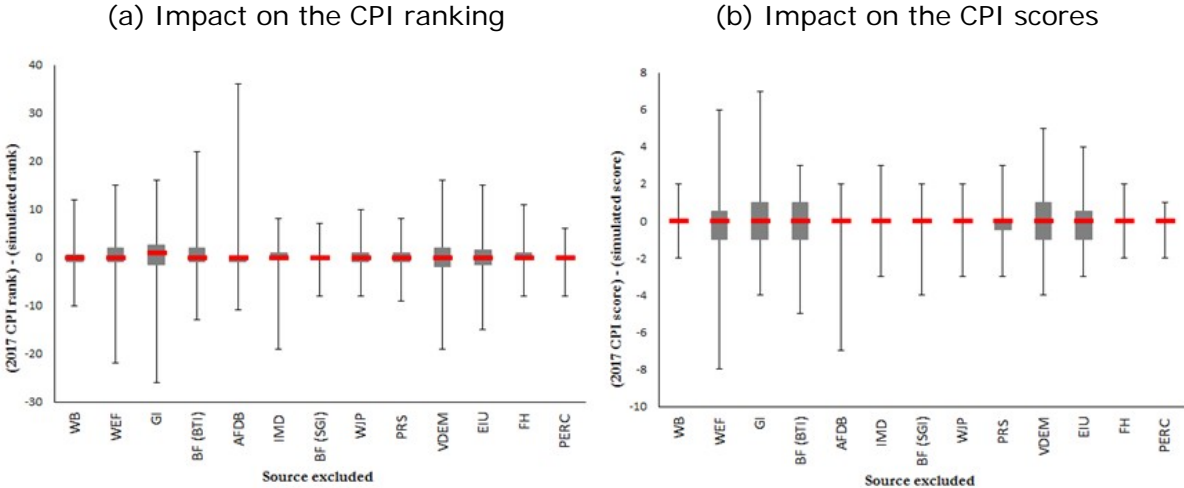 (a) Impact on the CPI ranking
(2017 CPI rank) - (simulated rank)
40
30
20
10
0
-10
-20
-30
WB
WEF
GI
BF (BTI)
AFDB
IMD
BF (SGI)
WJP
PRS
VDEM
EIU
FH
PERC
Source excluded
(b) Impact on the CPI scores
(2017 CPI score) - (simulated score)
8
6
4
2
0
-2
-4
-6
-8
-10
WB
WEF
GI
BF (BTI)
AFDB
IMD
BF (SGI)
WJP
PRS
VDEM
EIU
FH
PERC
Source excluded